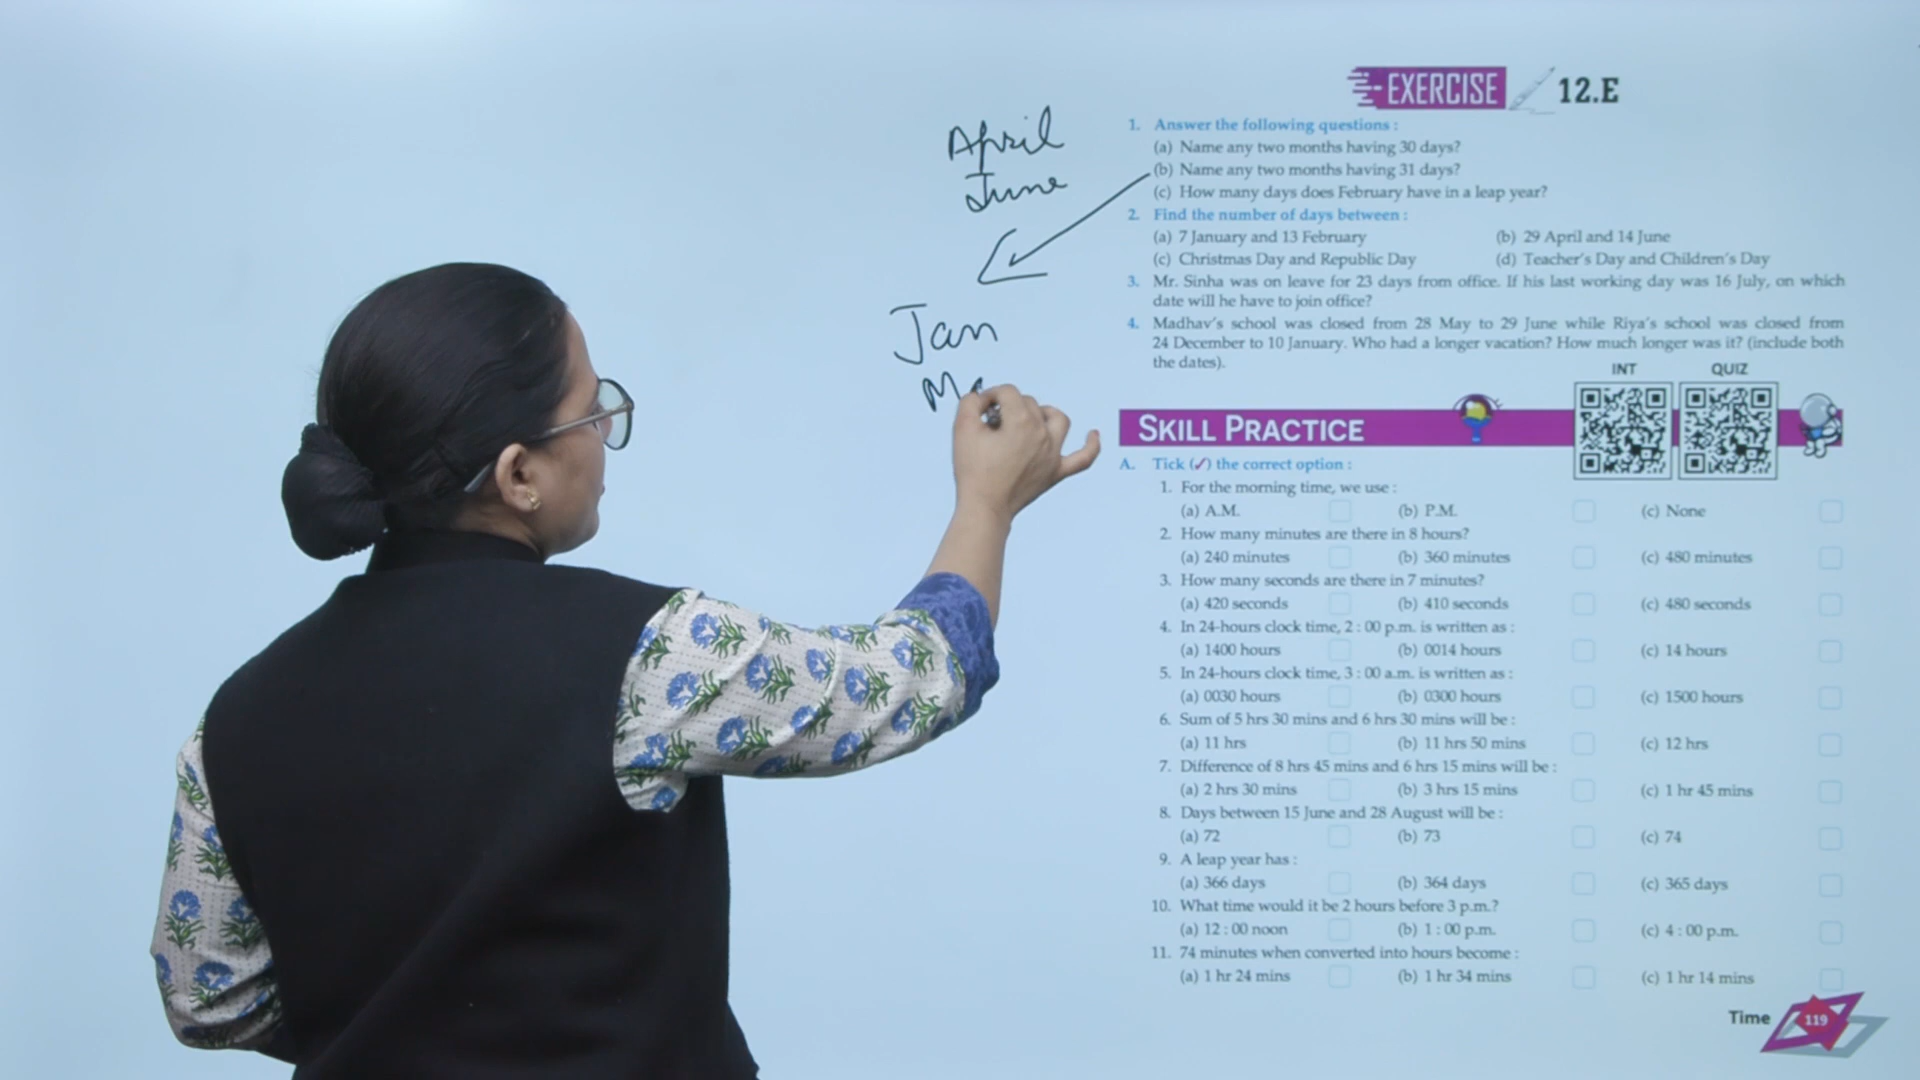 EXERCISE 12.E
April
June
Jan
1. Answer the following questions :
(a) Name any two months having 30 days?
(b) Name any two months having 31 days?
(c) How many days does February have in a leap year?
2. Find the number of days between :
(a) 7 January and 13 February (b) 29 April and 14 June
(c) Christmas Day and Republic Day (d) Teacher's Day and Children's Day
3. Mr. Sinha was on leave for 23 days from office. If his last working day was 16 July, on which
date will he have to join office?
4. Madhav's school was closed from 28 May to 29 June while Riya's school was closed from
24 December to 10 January. Who had a longer vacation? How much longer was it? (include both
the dates).
INT QUIZ
SKILL PRACTICE
A. Tick (✓) the correct option :
1. For the morning time, we use :
(a) A.M. (b) P.M. (c) None
2. How many minutes are there in 8 hours?
(a) 240 minutes (b) 360 minutes (c) 480 minutes
3. How many seconds are there in 7 minutes?
(a) 420 seconds (b) 410 seconds (c) 480 seconds
4. In 24-hours clock time, 2 : 00 p.m. is written as :
(a) 1400 hours (b) 0014 hours (c) 14 hours
5. In 24-hours clock time, 3 : 00 a.m. is written as :
(a) 0030 hours (b) 0300 hours (c) 1500 hours
6. Sum of 5 hrs 30 mins and 6 hrs 30 mins will be :
(a) 11 hrs (b) 11 hrs 50 mins (c) 12 hrs
7. Difference of 8 hrs 45 mins and 6 hrs 15 mins will be :
(a) 2 hrs 30 mins (b) 3 hrs 15 mins (c) 1 hr 45 mins
8. Days between 15 June and 28 August will be :
(a) 72 (b) 73 (c) 74
9. A leap year has :
(a) 366 days (b) 364 days (c) 365 days
10. What time would it be 2 hours before 3 p.m.?
(a) 12 : 00 noon (b) 1 : 00 p.m. (c) 4 : 00 p.m.
11. 74 minutes when converted into hours become :
(a) 1 hr 24 mins (b) 1 hr 34 mins (c) 1 hr 14 mins
Time 119